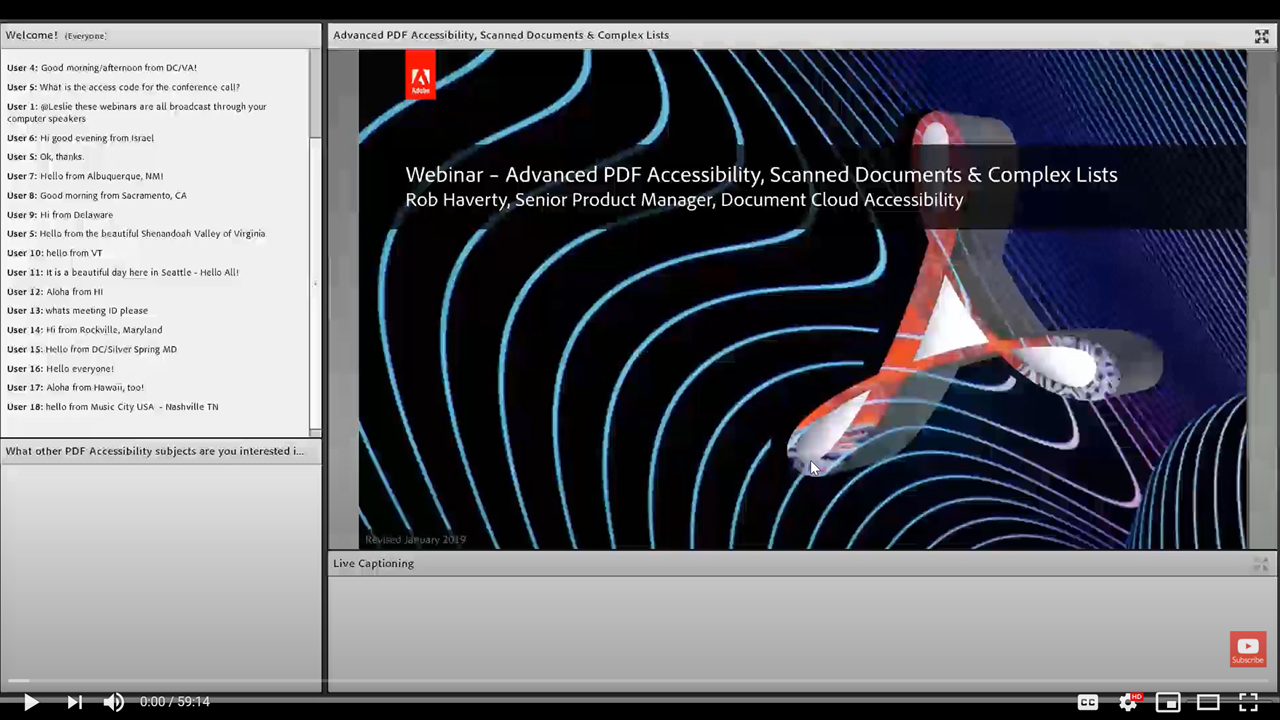 Welcome! (Everyone)
User 4: Good morning/afternoon from DC/VA!
User 5: What is the access code for the conference call?
User 1: @Leslie these webinars are all broadcast through your
computer speakers
User 6: Hi good evening from Israel
User 5: Ok, thanks.
User 7: Hello from Albuquerque, NM!
User 8: Good morning from Sacramento, CA
User 9: Hi from Delaware
User 5: Hello from the beautiful Shenandoah Valley of Virginia
User 10: hello from VT
User 11: It is a beautiful day here in Seattle - Hello All!
User 12: Aloha from HI
User 13: whats meeting ID please
User 14: Hi from Rockville, Maryland
User 15: Hello from DC/Silver Spring MD
User 16: Hello everyone!
User 17: Aloha from Hawaii, too!
User 18: hello from Music City USA - Nashville TN
What other PDF Accessibility subjects are you interested i...
Advanced PDF Accessibility, Scanned Documents & Complex Lists
Adobe
Webinar – Advanced PDF Accessibility, Scanned Documents & Complex Lists
Rob Haverty, Senior Product Manager, Document Cloud Accessibility
Revised January 2019
Live Captioning
Subscribe
0:00 / 59:14
CC
HD